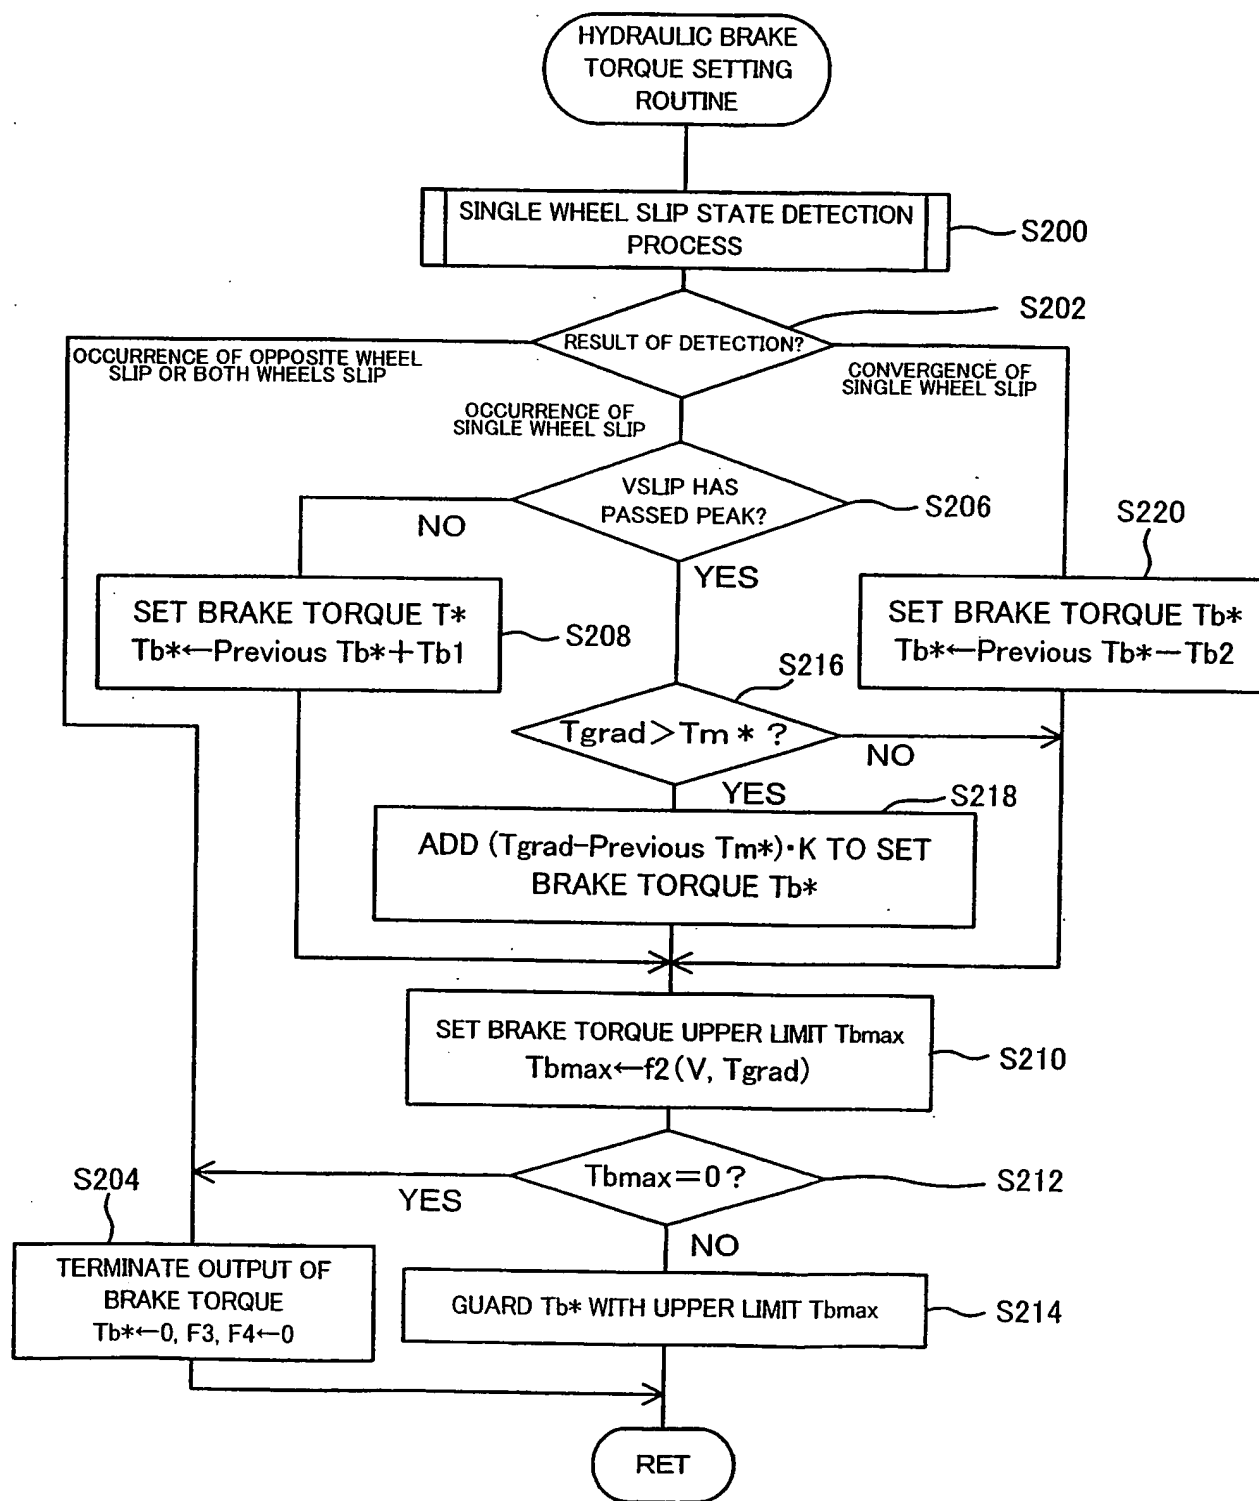 HYDRAULIC BRAKE
TORQUE SETTING
ROUTINE
SINGLE WHEEL SLIP STATE DETECTION
PROCESS
S200
S202
RESULT OF DETECTION?
OCCURRENCE OF OPPOSITE WHEEL
SLIP OR BOTH WHEELS SLIP
CONVERGENCE OF
SINGLE WHEEL SLIP
OCCURRENCE OF
SINGLE WHEEL SLIP
VSLIP HAS
PASSED PEAK?
S206
NO
YES
S220
SET BRAKE TORQUE T*
Tb*←Previous Tb*+Tb1
S208
SET BRAKE TORQUE Tb*
Tb*←Previous Tb*−Tb2
S216
Tgrad>Tm*?
NO
YES
S218
ADD (Tgrad-Previous Tm*)・K TO SET
BRAKE TORQUE Tb*
SET BRAKE TORQUE UPPER LIMIT Tbmax
Tbmax←f2(V, Tgrad)
S210
Tbmax=0?
S212
YES
NO
S204
TERMINATE OUTPUT OF
BRAKE TORQUE
Tb*←0, F3, F4←0
GUARD Tb* WITH UPPER LIMIT Tbmax
S214
RET